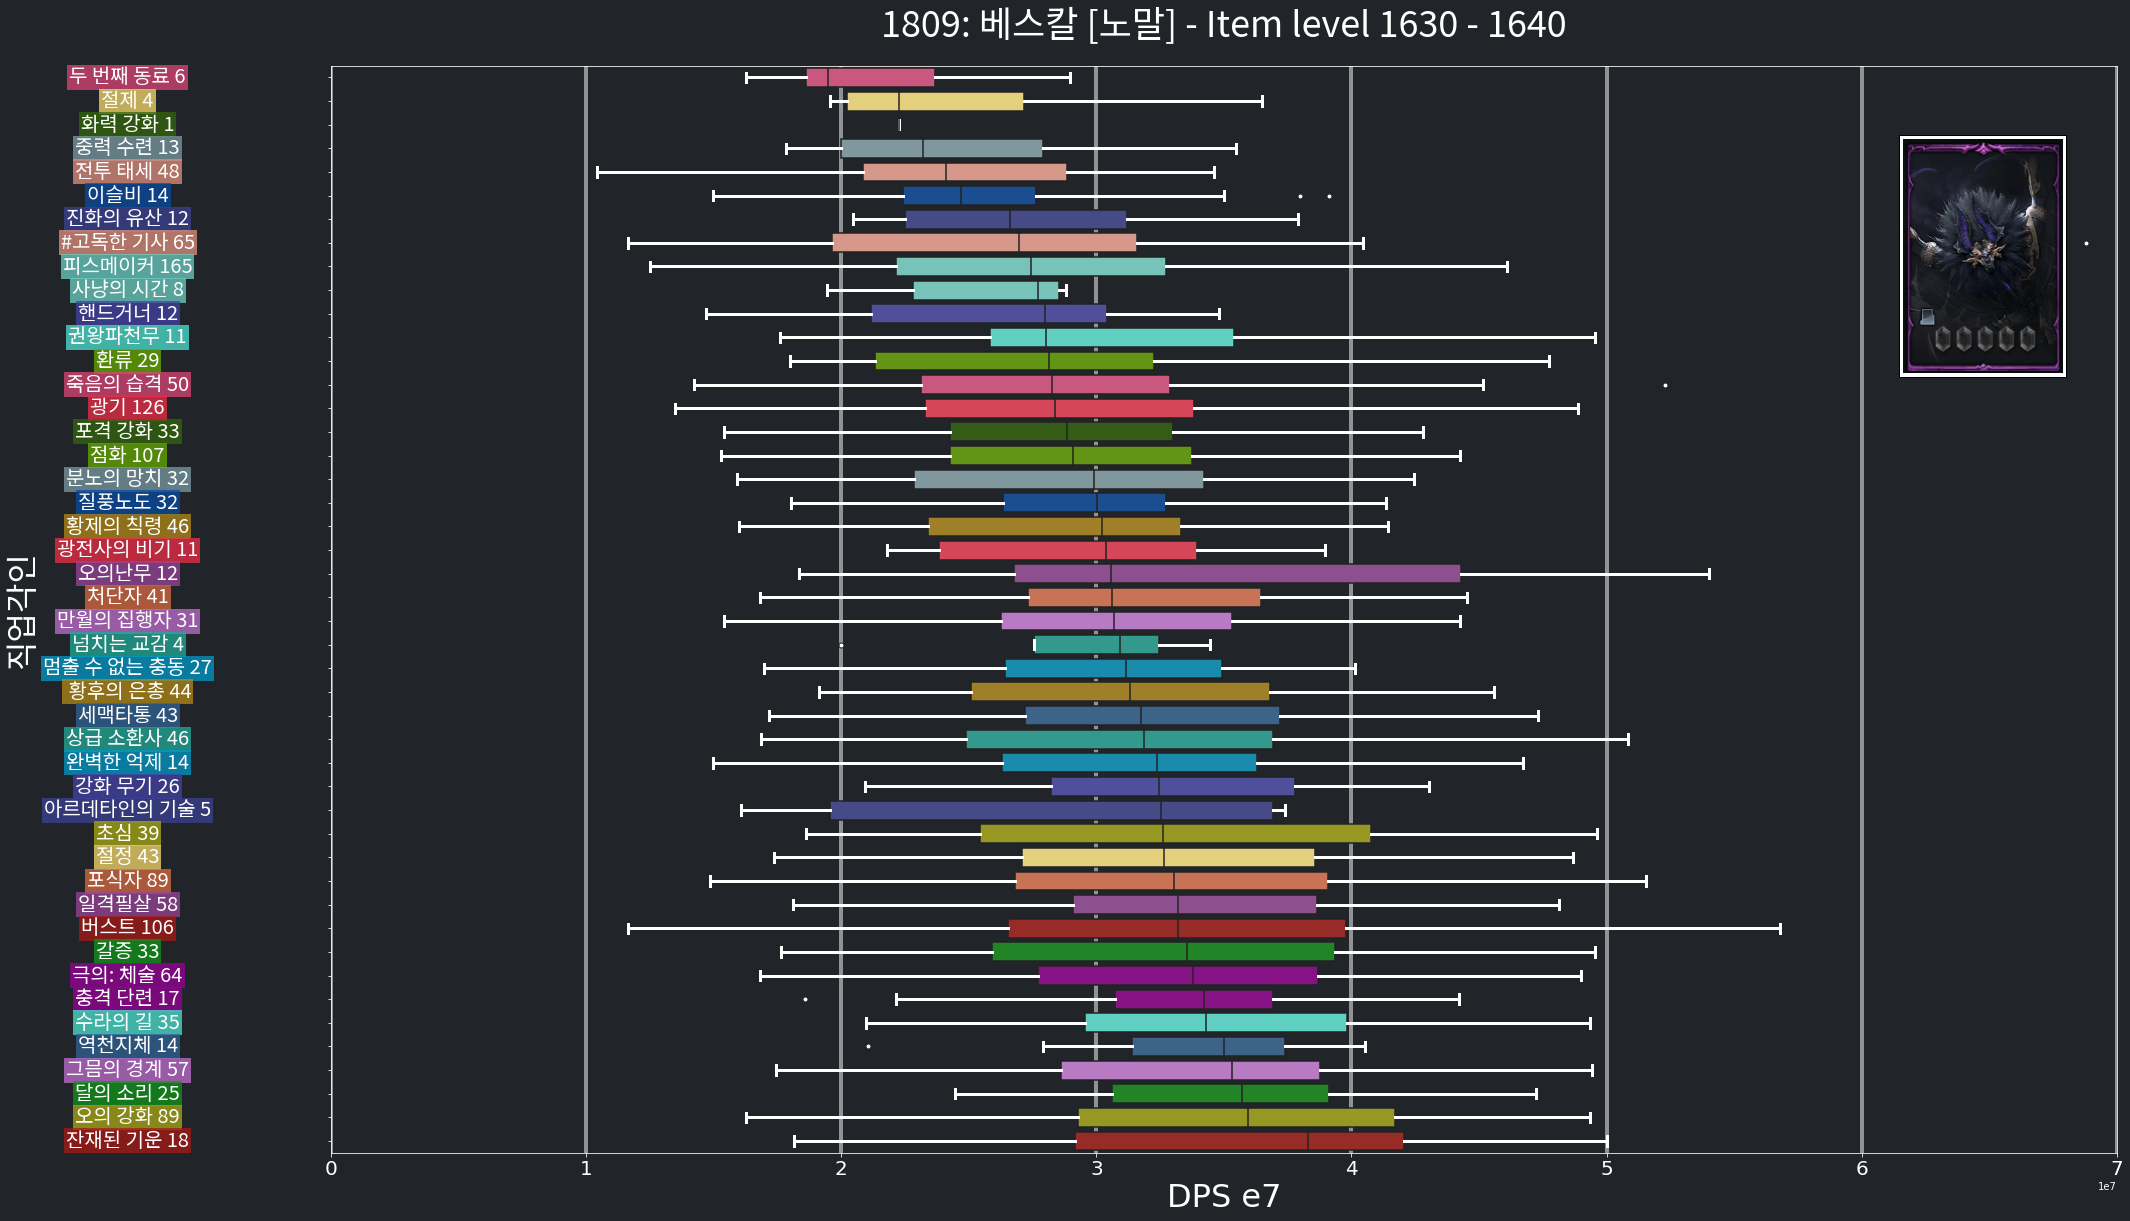 1809: 베스칼 [노말] - Item level 1630 - 1640
두 번째 동료 6
절제 4
화력 강화 1
중력 수련 13
전투 태세 48
이슬비 14
진화의 유산 12
#고독한 기사 65
피스메이커 165
사냥의 시간 8
핸드거너 12
권왕파천무 11
환류 29
죽음의 습격 50
광기 126
포격 강화 33
점화 107
분노의 망치 32
질풍노도 32
황제의 칙령 46
광전사의 비기 11
오의난무 12
처단자 41
만월의 집행자 31
넘치는 교감 4
멈출 수 없는 충동 27
황후의 은총 44
세맥타통 43
상급 소환사 46
완벽한 억제 14
강화 무기 26
아르데타인의 기술 5
초심 39
절정 43
포식자 89
일격필살 58
버스트 106
갈증 33
극의: 체술 64
충격 단련 17
수라의 길 35
역천지체 14
그믐의 경계 57
달의 소리 25
오의 강화 89
잔재된 기운 18
직업각인
0 1 2 3 4 5 6 7
1e7
DPS e7